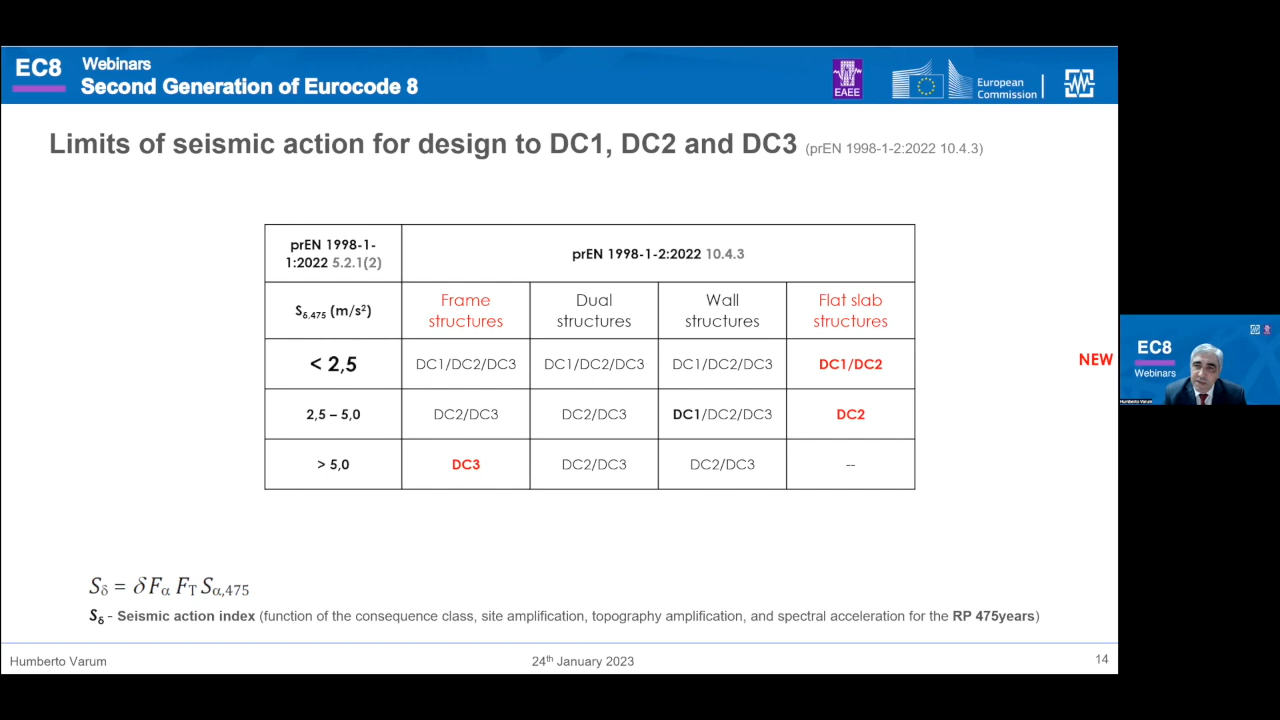 EC8
Webinars
Second Generation of Eurocode 8
EAEE
European
Commission
Limits of seismic action for design to DC1, DC2 and DC3 (prEN 1998-1-2:2022 10.4.3)
prEN 1998-1-
1:2022 5.2.1(2)
prEN 1998-1-2:2022 10.4.3
Sδ,475 (m/s²)
Frame
structures
Dual
structures
Wall
structures
Flat slab
structures
< 2,5
DC1/DC2/DC3
DC1/DC2/DC3
DC1/DC2/DC3
DC1/DC2
NEW
2,5 – 5,0
DC2/DC3
DC2/DC3
DC1/DC2/DC3
DC2
> 5,0
DC3
DC2/DC3
DC2/DC3
--
EC8
Webinars
Humberto Varum
Sδ = δ Fα FT Sα,475
Sδ - Seismic action index (function of the consequence class, site amplification, topography amplification, and spectral acceleration for the RP 475years)
Humberto Varum
24th January 2023
14